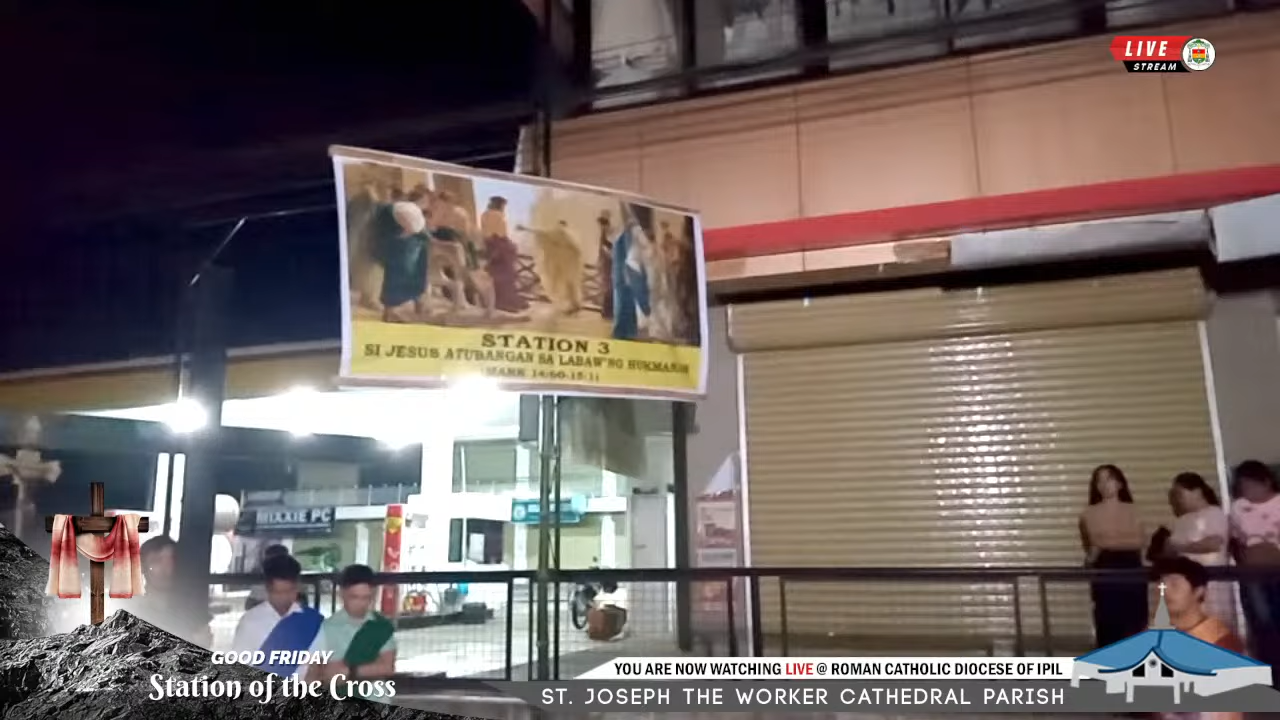 LIVE
STREAM
STATION 3
SI JESUS ATUBANGAN SA LABAW'NG HUKMANAN
(MARK 14:60-15:1)
MIXXIE PC
GOOD FRIDAY
Station of the Cross
YOU ARE NOW WATCHING LIVE @ ROMAN CATHOLIC DIOCESE OF IPIL
ST. JOSEPH THE WORKER CATHEDRAL PARISH